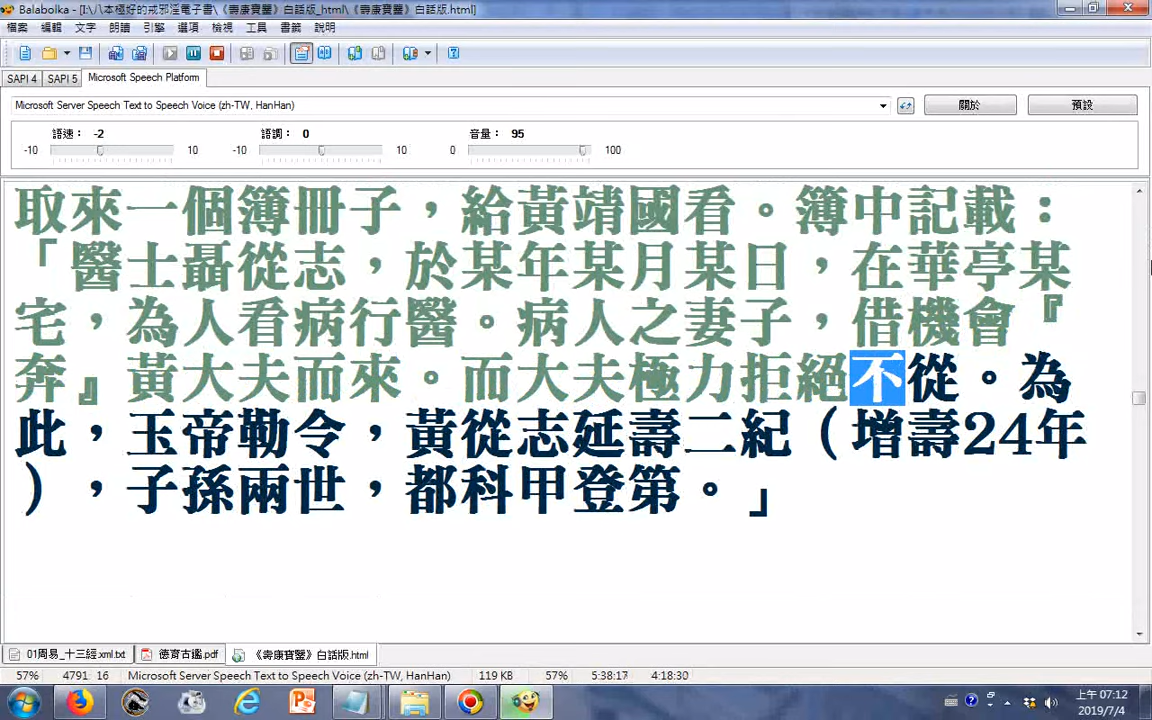 Balabolka - [I:\八本極好的戒邪淫電子書\《壽康寶鑒》白話版_html\《壽康寶鑒》白話版.html]
檔案 編輯 文字 朗讀 引擎 選項 檢視 工具 書籤 說明
SAPI 4 SAPI 5 Microsoft Speech Platform
Microsoft Server Speech Text to Speech Voice (zh-TW, HanHan) 關於 預設
語速： -2 語調： 0 音量： 95
-10 10 -10 10 0 100
取來一個簿冊子，給黃靖國看。簿中記載：
「醫士聶從志，於某年某月某日，在華亭某
宅，為人看病行醫。病人之妻子，借機會『
奔』黃大夫而來。而大夫極力拒絕不從。為
此，玉帝勒令，黃從志延壽二紀（增壽24年
），子孫兩世，都科甲登第。」
01周易_十三經.xml.txt 德育古鑑.pdf 《壽康寶鑒》白話版.html
57% 4791 16 Microsoft Server Speech Text to Speech Voice (zh-TW, HanHan) 119 KB 57% 5:38:17 4:18:30
上午 07:12
2019/7/4